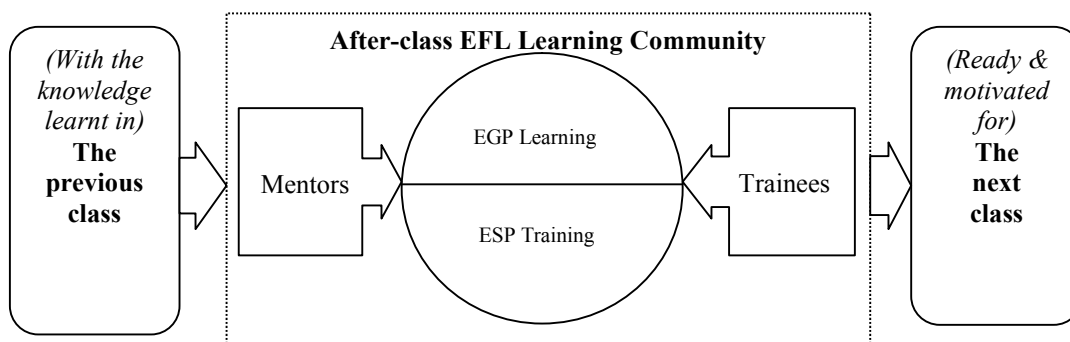 (With the
knowledge
learnt in)
The
previous
class
After-class EFL Learning Community
Mentors
EGP Learning
ESP Training
Trainees
(Ready &
motivated
for)
The
next
class